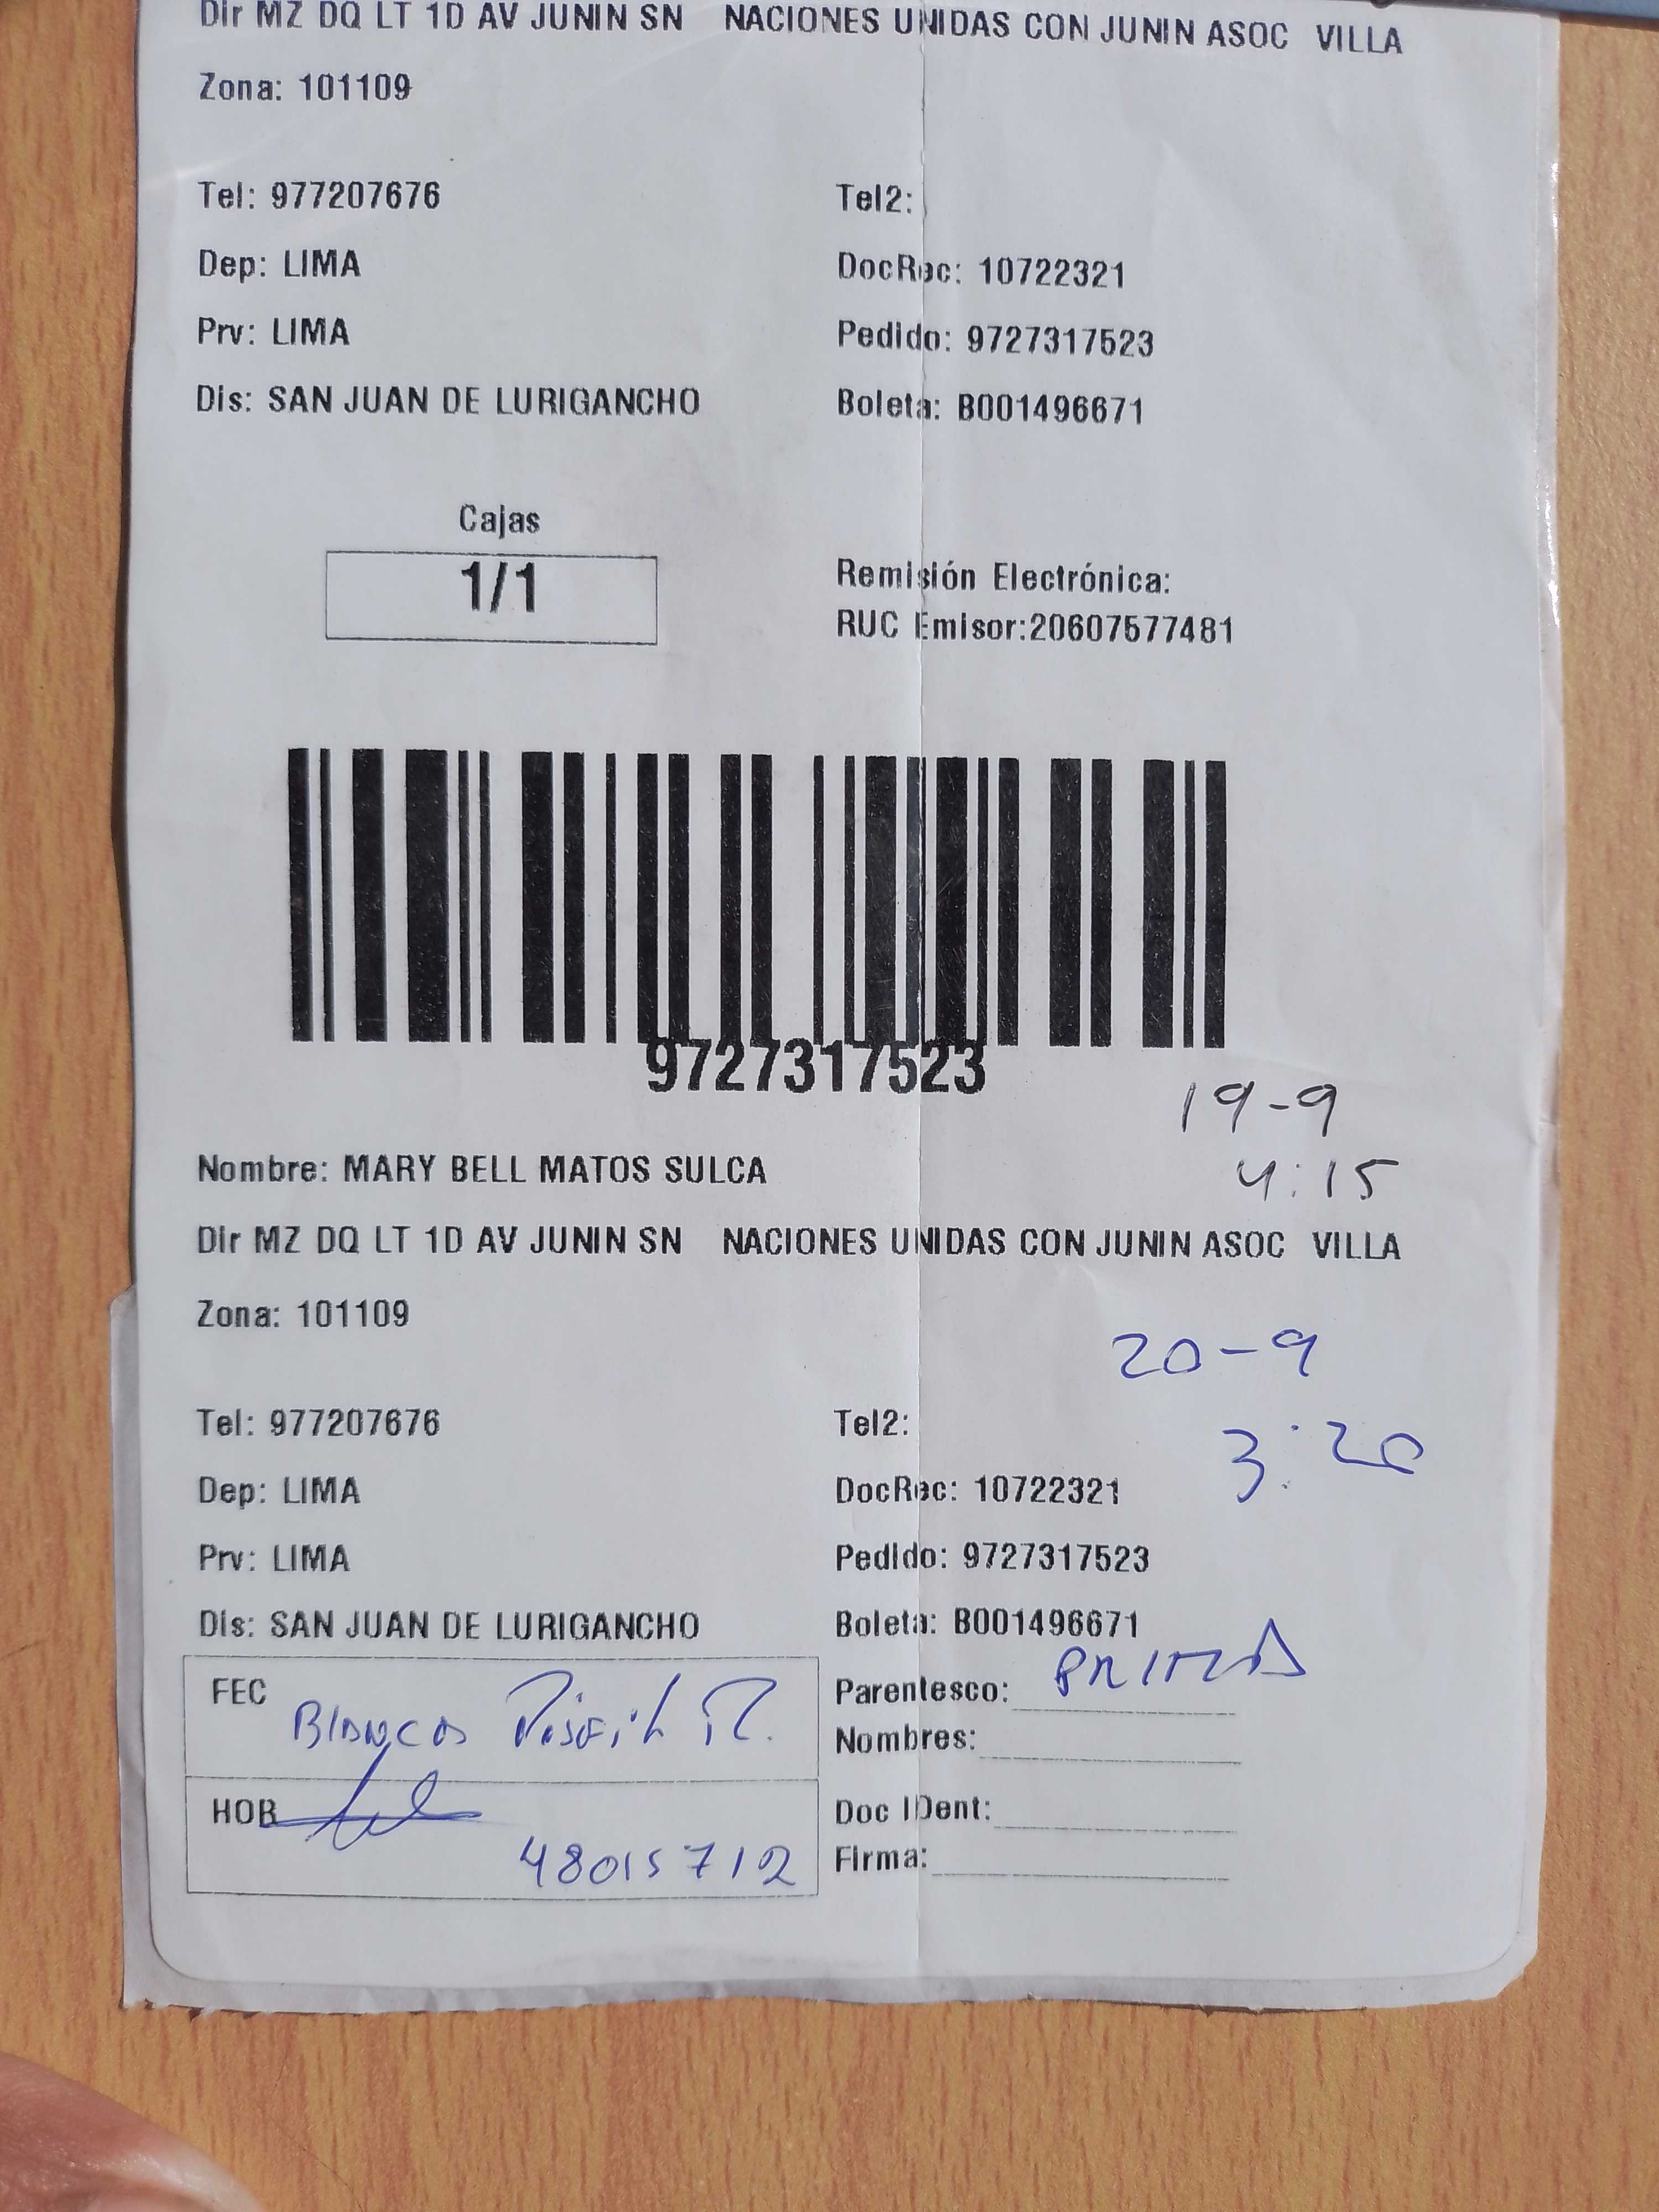 Dir MZ DQ LT 1D AV JUNIN SN NACIONES UNIDAS CON JUNIN ASOC VILLA
Zona: 101109
Tel: 977207676 Tel2:
Dep: LIMA DocRec: 10722321
Prv: LIMA Pedido: 9727317523
Dis: SAN JUAN DE LURIGANCHO Boleta: B001496671
Cajas
1/1
Remisión Electrónica:
RUC Emisor:20607577481
9727317523
19-9
4:15
Nombre: MARY BELL MATOS SULCA
Dir MZ DQ LT 1D AV JUNIN SN NACIONES UNIDAS CON JUNIN ASOC VILLA
Zona: 101109
20-9
3:20
Tel: 977207676 Tel2:
Dep: LIMA DocRec: 10722321
Prv: LIMA Pedido: 9727317523
Dis: SAN JUAN DE LURIGANCHO Boleta: B001496671
FEC
Parentesco: PRIMA
Nombres:
HOR
48015712
Doc IDent:
Firma: